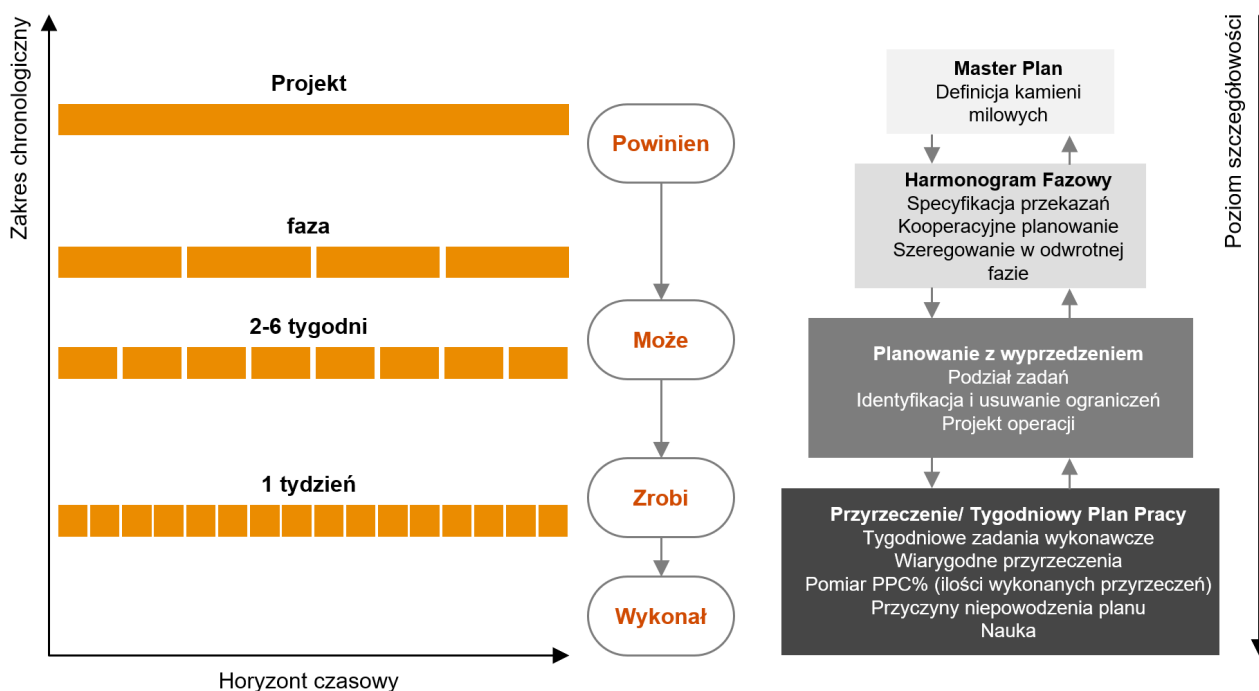 Zakres chronologiczny
Projekt
faza
2-6 tygodni
1 tydzień
Horyzont czasowy
Powinien
Może
Zrobi
Wykonał
Master Plan
Definicja kamieni
milowych
Harmonogram Fazowy
Specyfikacja przekazań
Kooperacyjne planowanie
Szeregowanie w odwrotnej
fazie
Planowanie z wyprzedzeniem
Podział zadań
Identyfikacja i usuwanie ograniczeń
Projekt operacji
Przyrzeczenie/ Tygodniowy Plan Pracy
Tygodniowe zadania wykonawcze
Wiarygodne przyrzeczenia
Pomiar PPC% (ilości wykonanych przyrzeczeń)
Przyczyny niepowodzenia planu
Nauka
Poziom szczegółowości